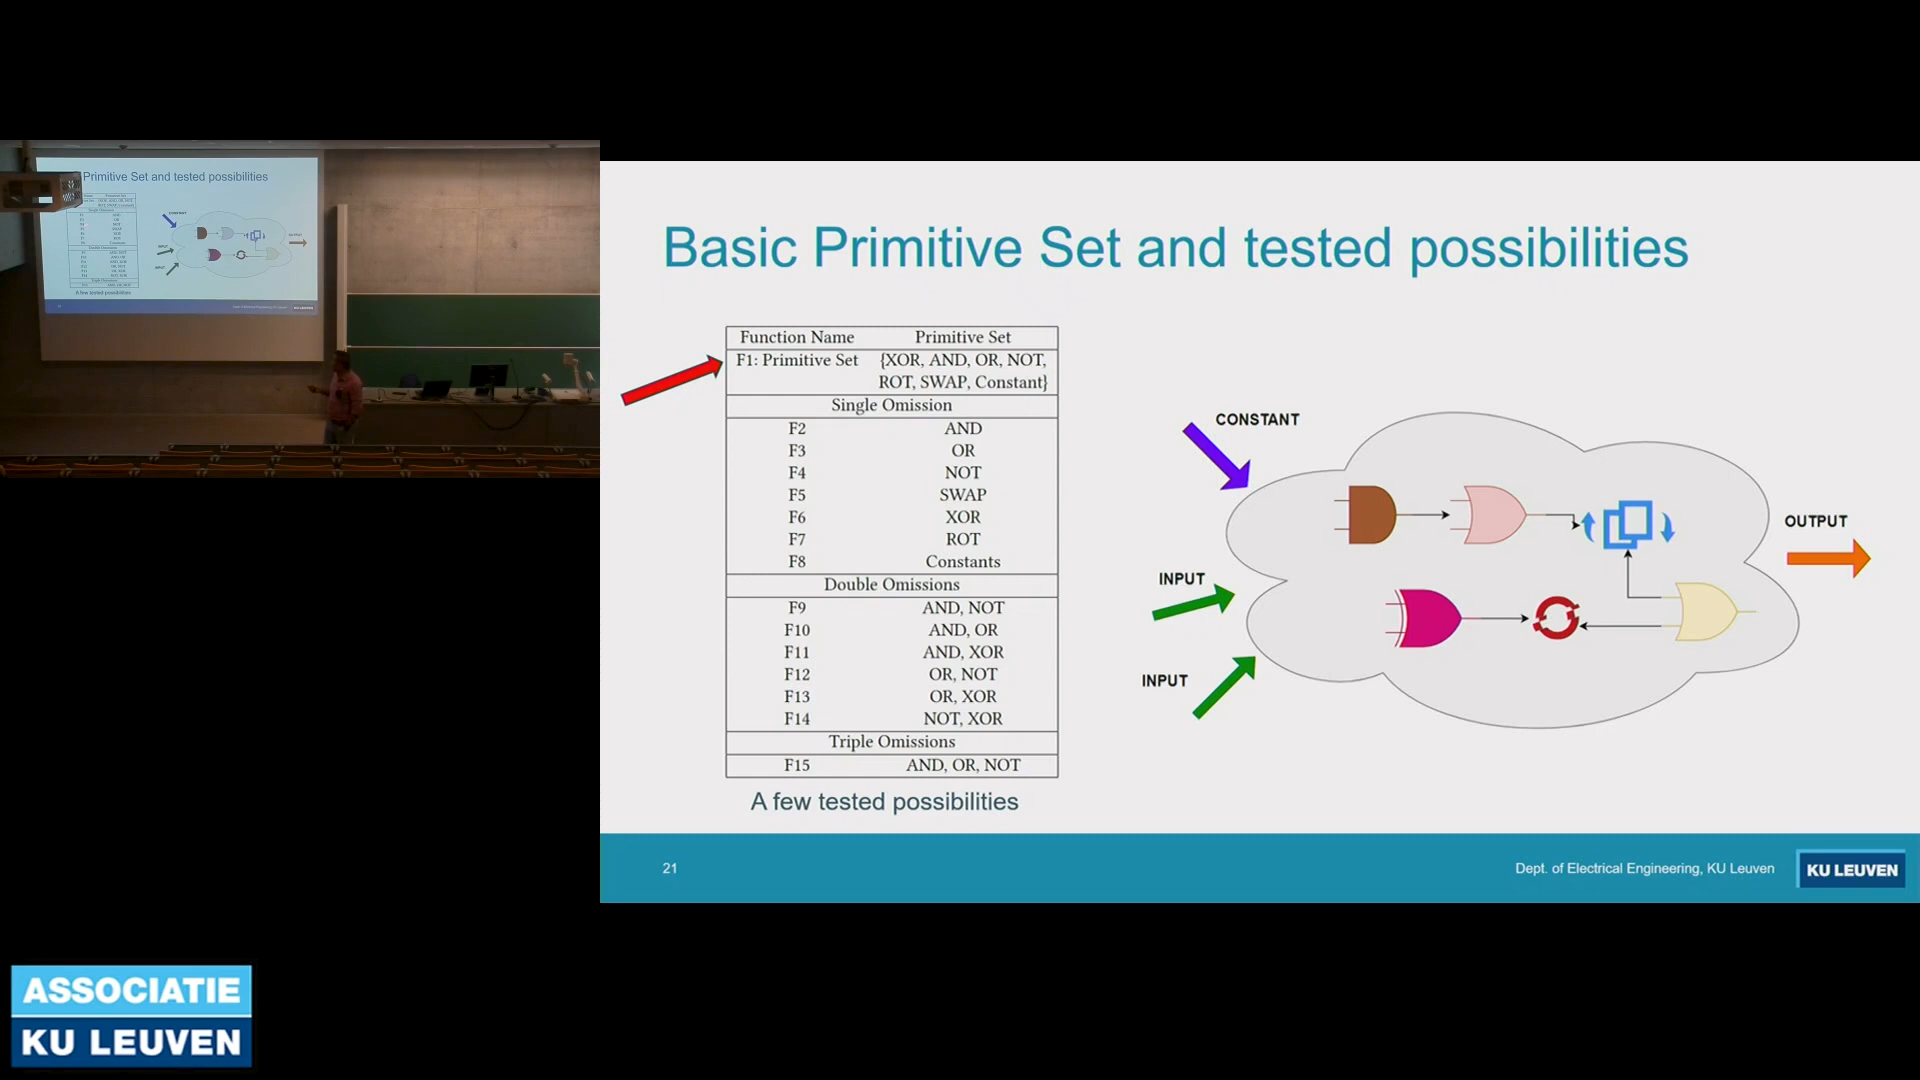 Primitive Set and tested possibilities
A few tested possibilities
Basic Primitive Set and tested possibilities
Function Name Primitive Set
F1: Primitive Set {XOR, AND, OR, NOT,
ROT, SWAP, Constant}
Single Omission
F2 AND
F3 OR
F4 NOT
F5 SWAP
F6 XOR
F7 ROT
F8 Constants
Double Omissions
F9 AND, NOT
F10 AND, OR
F11 AND, XOR
F12 OR, NOT
F13 OR, XOR
F14 NOT, XOR
Triple Omissions
F15 AND, OR, NOT
A few tested possibilities
CONSTANT
INPUT
INPUT
OUTPUT
21
Dept. of Electrical Engineering, KU Leuven
KU LEUVEN
ASSOCIATIE
KU LEUVEN